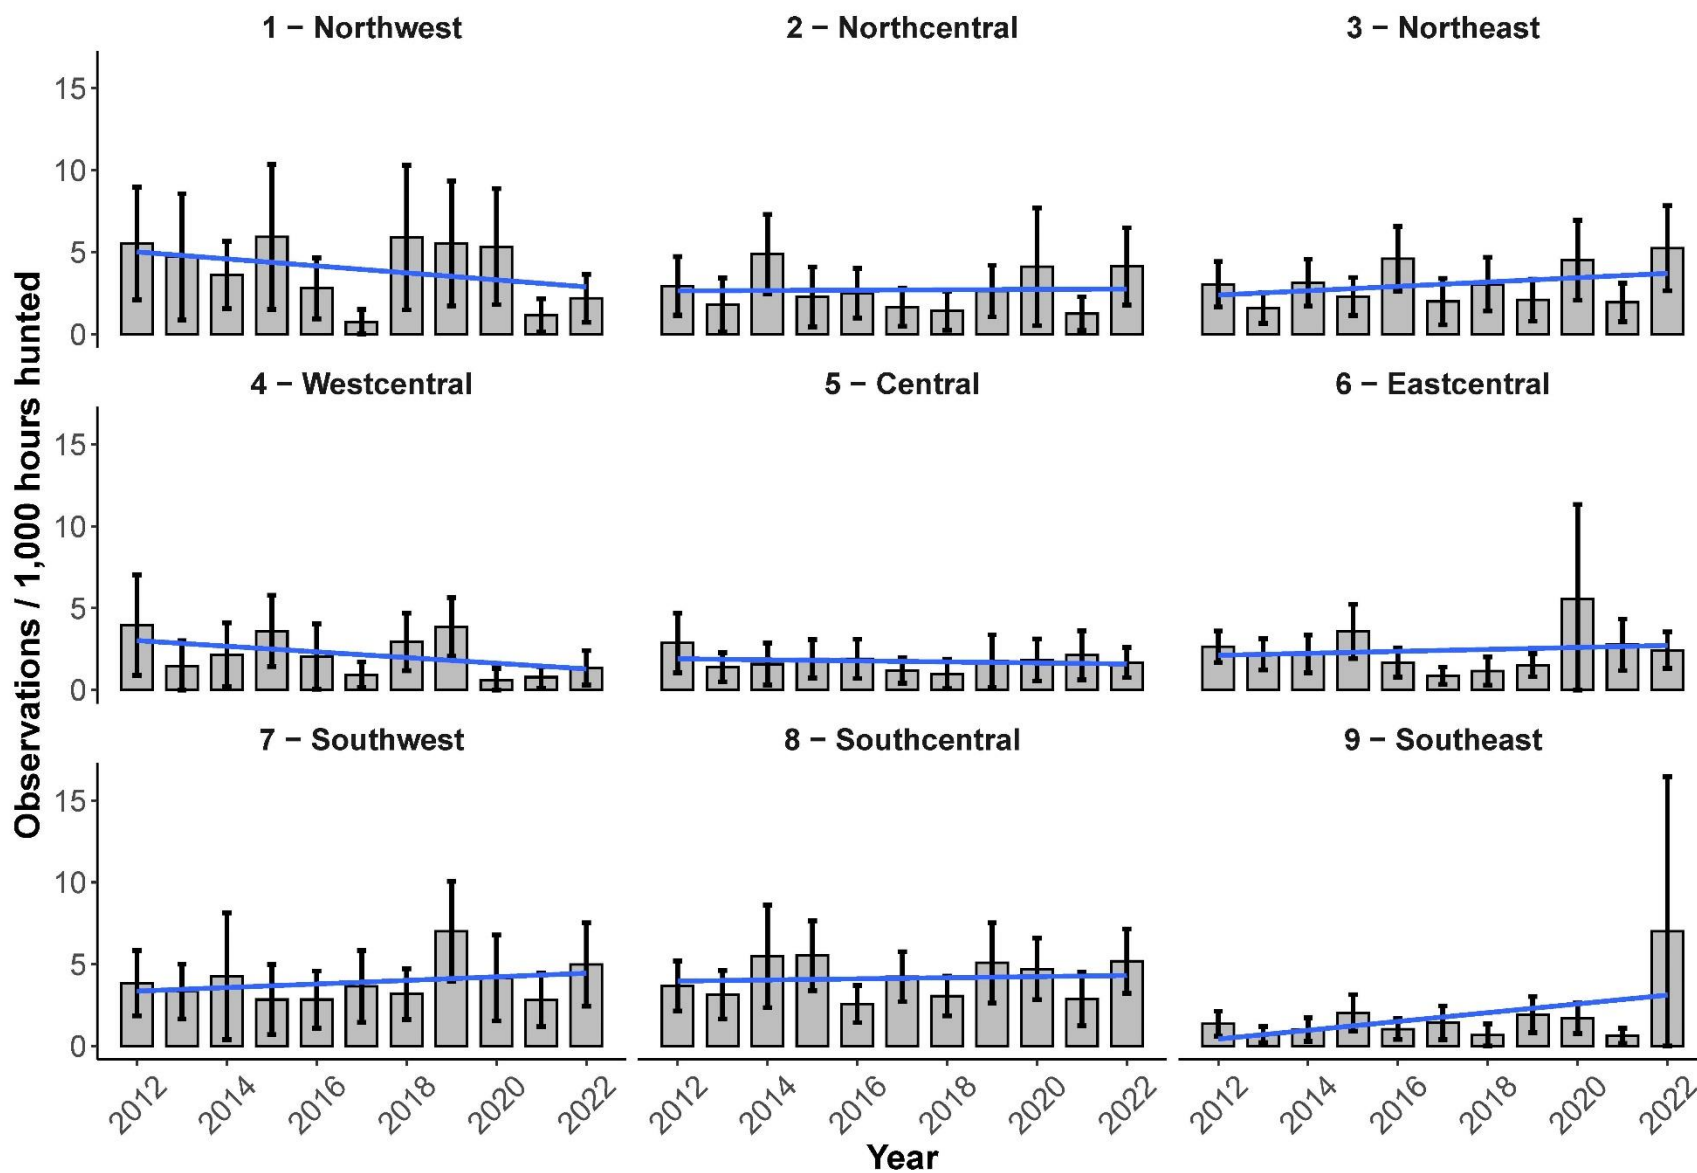 1 − Northwest
2 − Northcentral
3 − Northeast
15
10
5
0
4 − Westcentral
5 − Central
6 − Eastcentral
15
10
5
0
7 − Southwest
8 − Southcentral
9 − Southeast
15
10
5
0
Observations / 1,000 hours hunted
2012
2014
2016
2018
2020
2022
2012
2014
2016
2018
2020
2022
2012
2014
2016
2018
2020
2022
Year